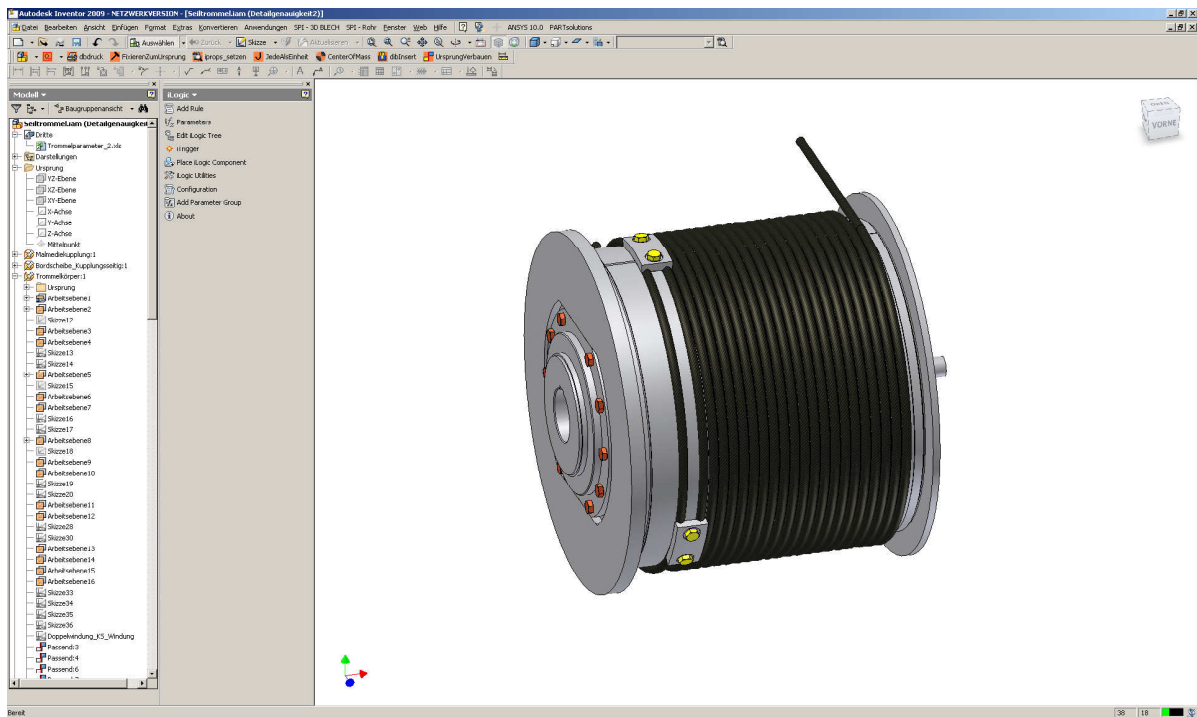 Autodesk Inventor 2009 - NETZWERKVERSION - [Seiltrommel.iam (Detailgenauigkeit2)]
Datei Bearbeiten Ansicht Einfügen Format Extras Konvertieren Anwendungen SPI - 3D BLECH SPI - Rohr Fenster Web Hilfe ANSYS 10.0 PARTsolutions
Auswählen Zurück Skizze Aktualisieren
dbdruck FixierenZumUrsprung iprops_setzen JedeAlsEinheit CenterOfMass dibInsert UrsprungVerbauen
Modell
Baugruppenansicht
Seiltrommel.iam (Detailgenauigkeit
Dritte
Trommelparameter_2.xls
Darstellungen
Ursprung
YZ-Ebene
XZ-Ebene
XY-Ebene
X-Achse
Y-Achse
Z-Achse
Mittelpunkt
Malmediekupplung:1
Bordscheibe_Kupplungsseitig:1
Trommelkörper:1
Ursprung
Arbeitsebene1
Arbeitsebene2
Skizze12
Arbeitsebene3
Arbeitsebene4
Skizze13
Skizze14
Arbeitsebene5
Skizze15
Arbeitsebene6
Arbeitsebene7
Skizze16
Skizze17
Arbeitsebene8
Skizze18
Arbeitsebene9
Arbeitsebene10
Skizze19
Skizze20
Arbeitsebene11
Arbeitsebene12
Skizze28
Skizze30
Arbeitsebene13
Arbeitsebene14
Arbeitsebene15
Arbeitsebene16
Skizze33
Skizze34
Skizze35
Skizze36
Doppelwindung_KS_Windung
Passend:3
Passend:4
Passend:6
iLogic
Add Rule
Parameters
Edit iLogic Tree
iTrigger
Place iLogic Component
iLogic Utilities
Configuration
Add Parameter Group
About
OBEN
VORNE
Bereit
38 18